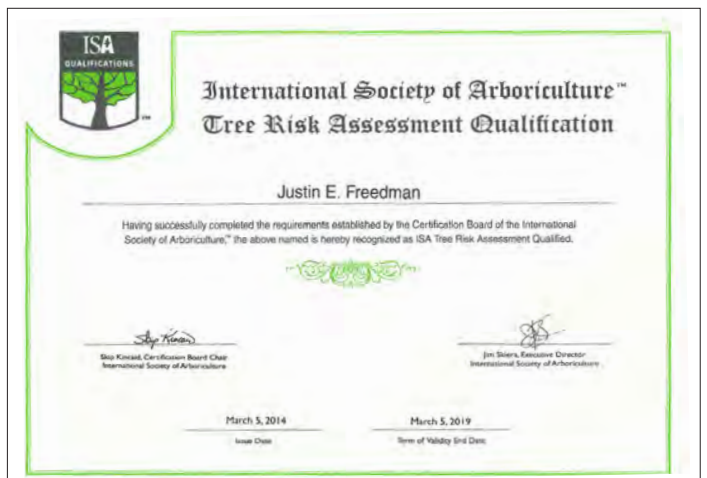 ISA
QUALIFICATIONS
™
International Society of Arboriculture™
Tree Risk Assessment Qualification
Justin E. Freedman
Having successfully completed the requirements established by the Certification Board of the International
Society of Arboriculture,™ the above named is hereby recognized as ISA Tree Risk Assessment Qualified.
Skip Kincaid
Skip Kincaid, Certification Board Chair
International Society of Arboriculture
Jim Skiera, Executive Director
International Society of Arboriculture
March 5, 2014
Issue Date
March 5, 2019
Term of Validity End Date